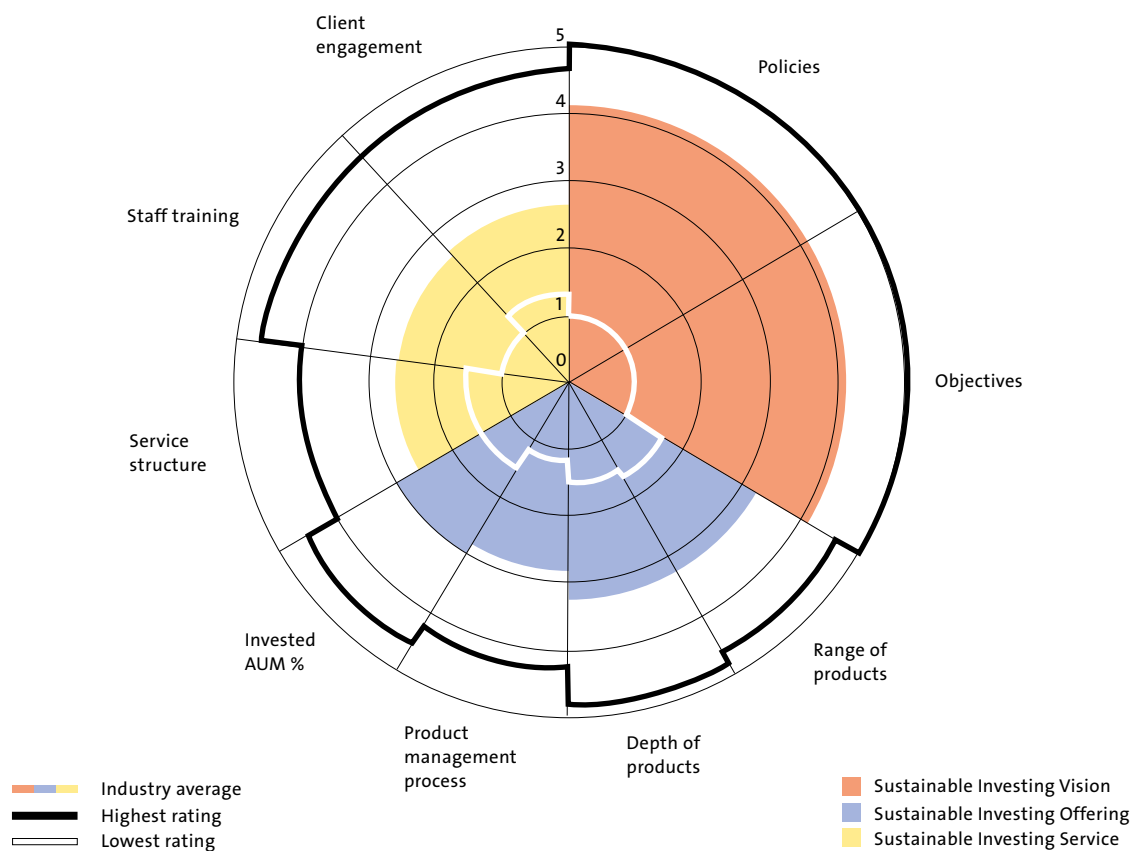 Client
engagement
5
Policies
4
3
Staff training
2
1
0
Objectives
Service
structure
Invested
AUM %
Range of
products
Product
management
process
Depth of
products
Industry average
Highest rating
Lowest rating
Sustainable Investing Vision
Sustainable Investing Offering
Sustainable Investing Service